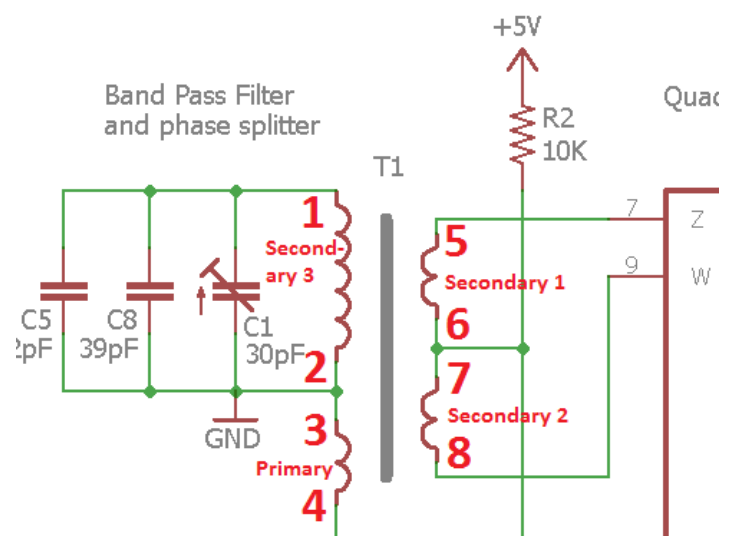 +5V
Band Pass Filter
and phase splitter
Quad
R2
10K
T1
1
Second-
ary 3
5
Secondary 1
6
7
Z
9
W
C5
C8
39pF
C1
30pF
2
GND
3
Primary
4
7
Secondary 2
8